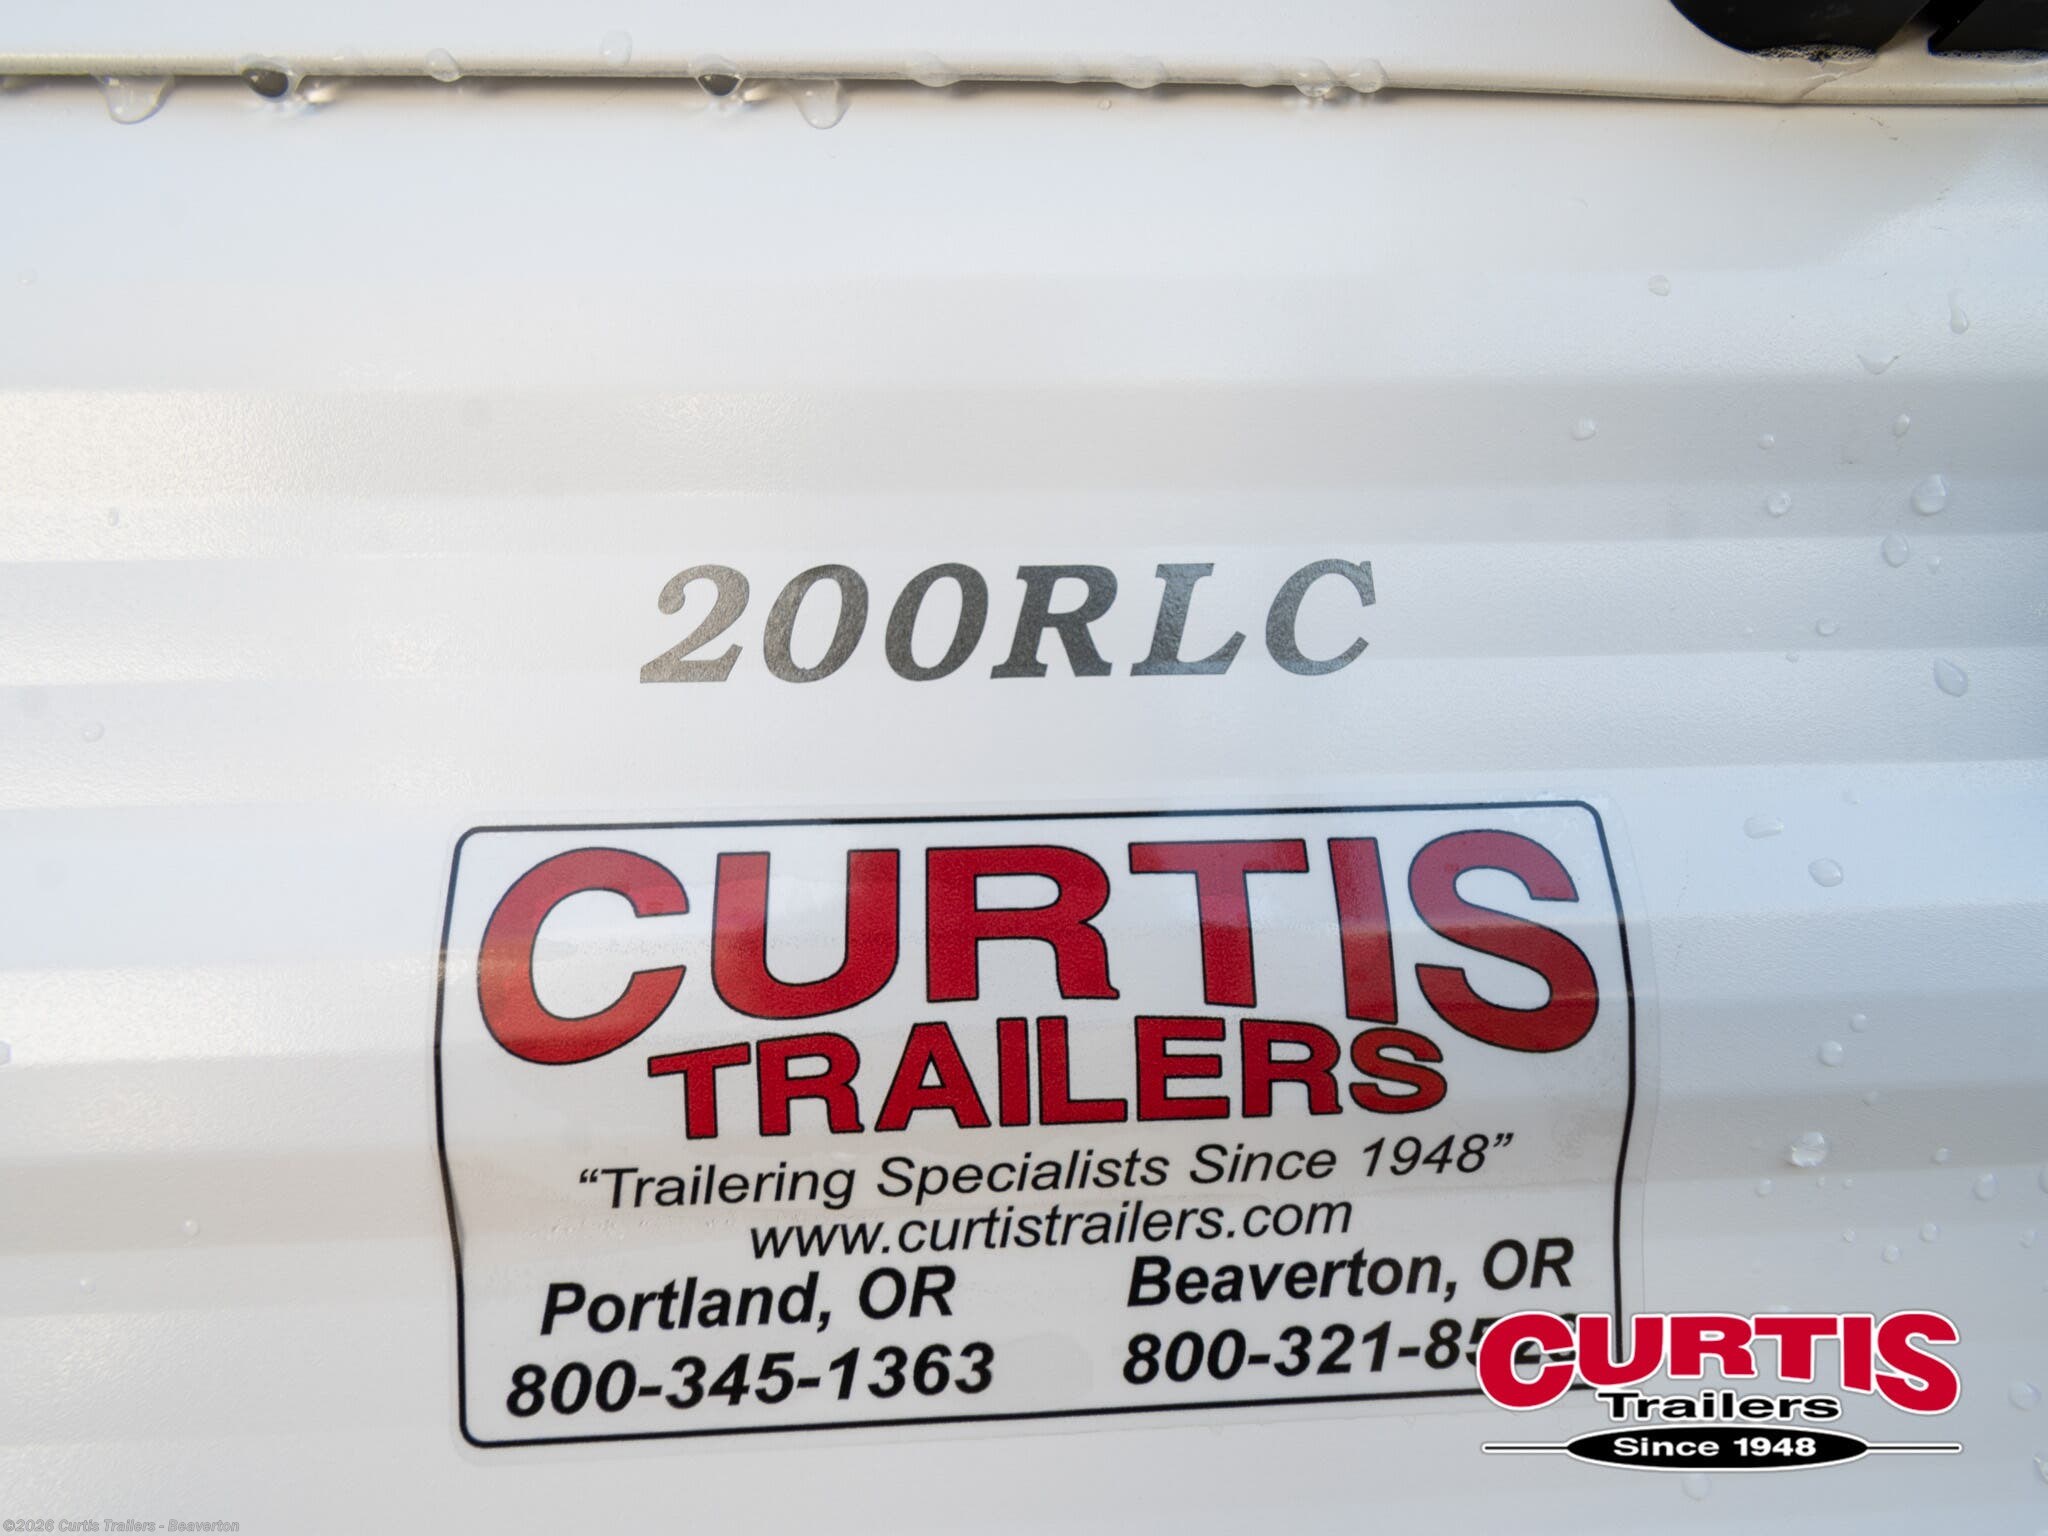 200RLC
CURTIS
TRAILERS
“Trailering Specialists Since 1948”
www.curtistrailers.com
Portland, OR
800-345-1363
Beaverton, OR
CURTIS
Trailers
Since 1948
©2026 Curtis Trailers - Beaverton